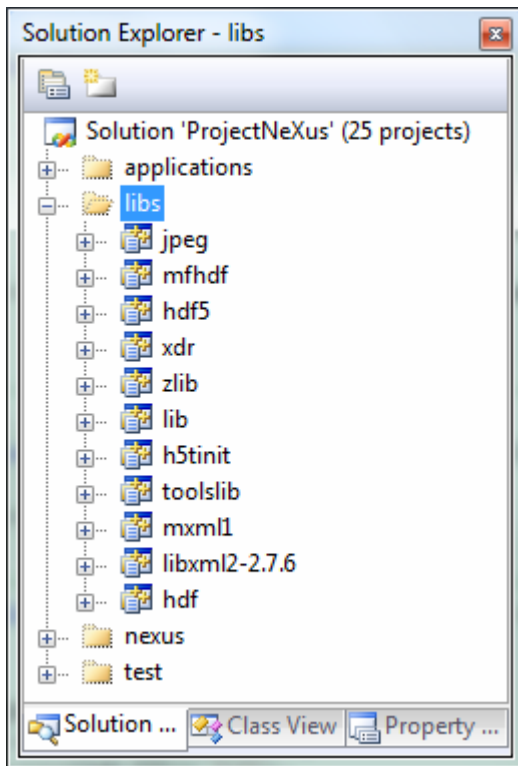 Solution Explorer - libs
Solution 'ProjectNeXus' (25 projects)
applications
libs
jpeg
mfhdf
hdf5
xdr
zlib
lib
h5tinit
toolslib
mxml1
libxml2-2.7.6
hdf
nexus
test
Solution ... Class View Property ...